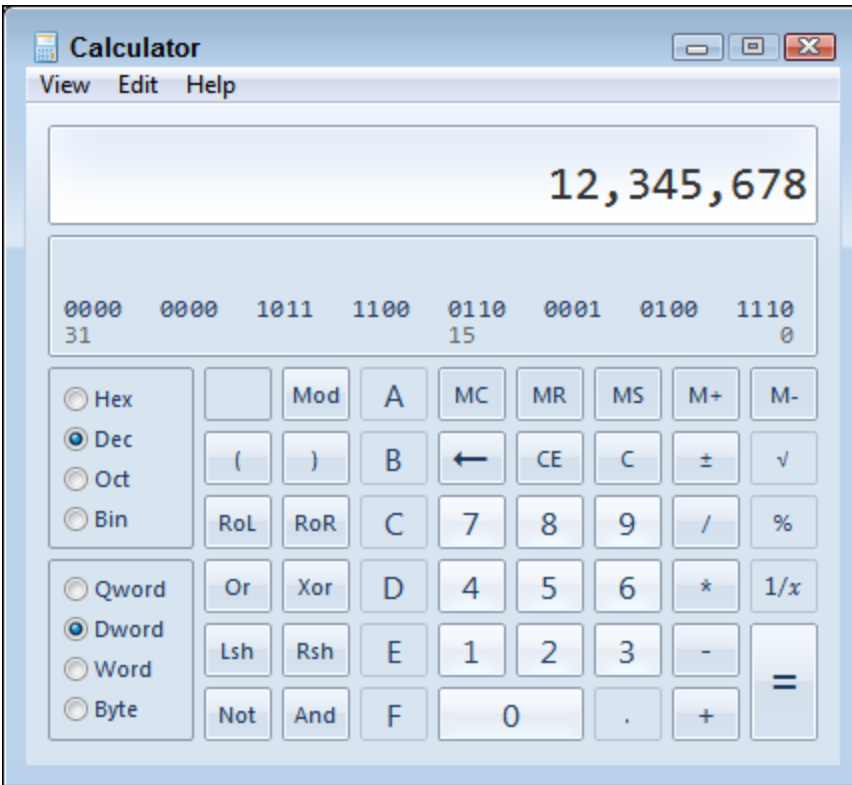 Calculator
View Edit Help
12,345,678
0000 0000 1011 1100 0110 0001 0100 1110
31 15 0
Hex Mod A MC MR MS M+ M-
Dec
( ) B ← CE C ± √
Oct
Bin RoL RoR C 7 8 9 / %
Qword Or Xor D 4 5 6 * 1/x
Dword
Lsh Rsh E 1 2 3 - =
Word
Byte Not And F 0 . +